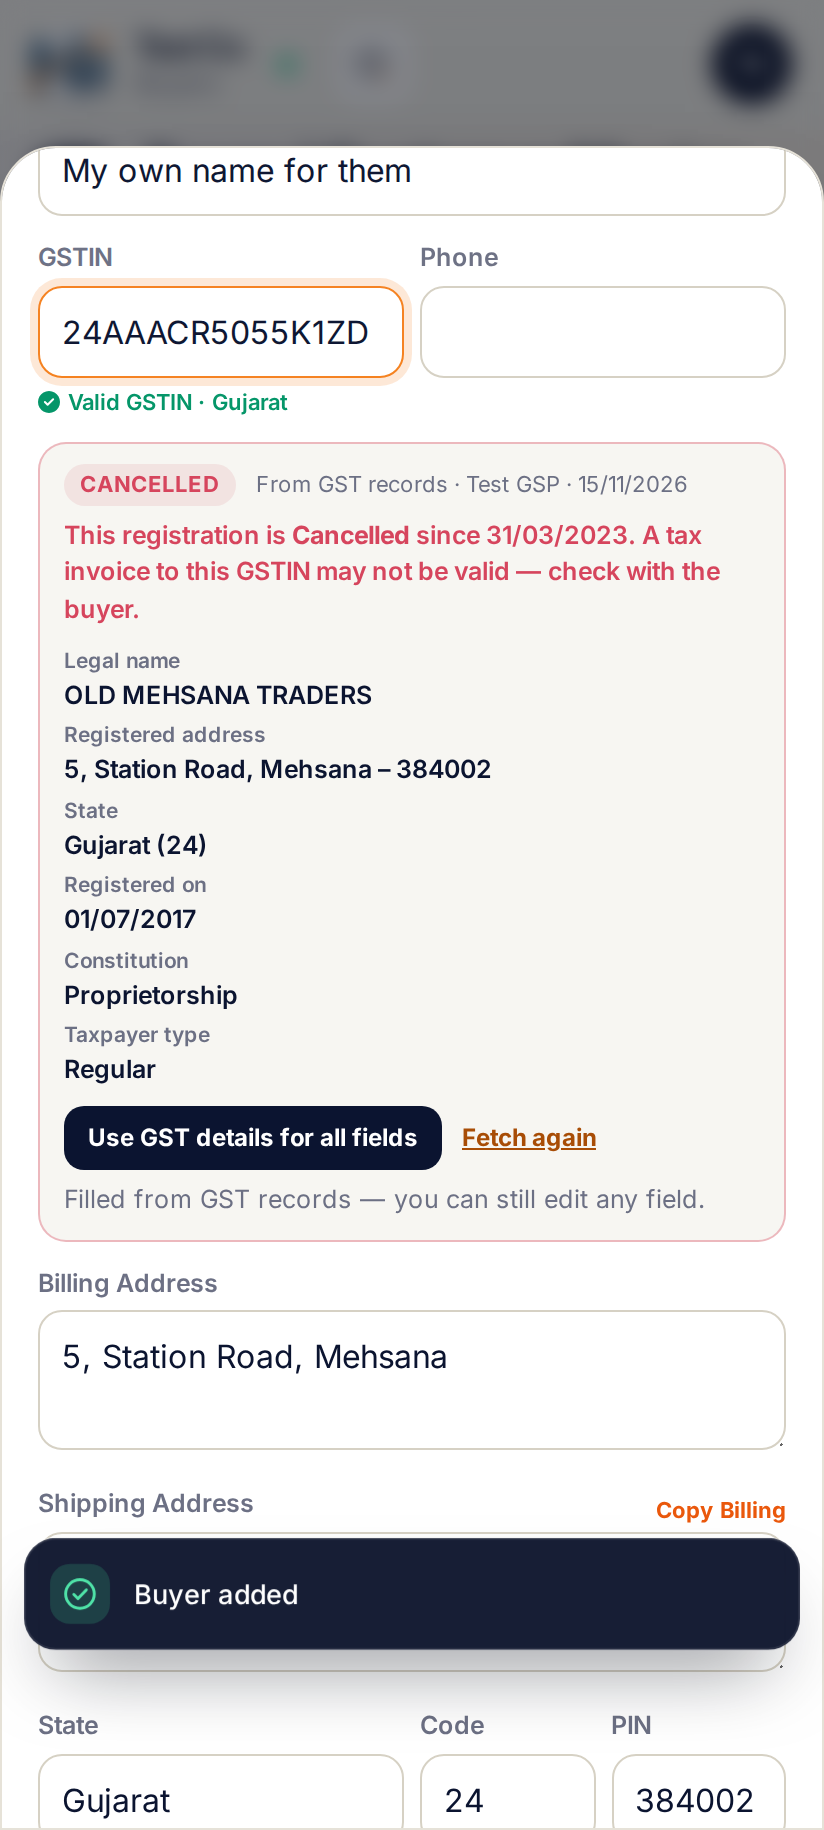 My own name for them
GSTIN
Phone
24AAACR5055K1ZD
Valid GSTIN · Gujarat
CANCELLED
From GST records · Test GSP · 15/11/2026
This registration is Cancelled since 31/03/2023. A tax
invoice to this GSTIN may not be valid — check with the
buyer.
Legal name
OLD MEHSANA TRADERS
Registered address
5, Station Road, Mehsana – 384002
State
Gujarat (24)
Registered on
01/07/2017
Constitution
Proprietorship
Taxpayer type
Regular
Use GST details for all fields
Fetch again
Filled from GST records — you can still edit any field.
Billing Address
5, Station Road, Mehsana
Shipping Address
Copy Billing
Buyer added
State
Code
PIN
Gujarat
24
384002